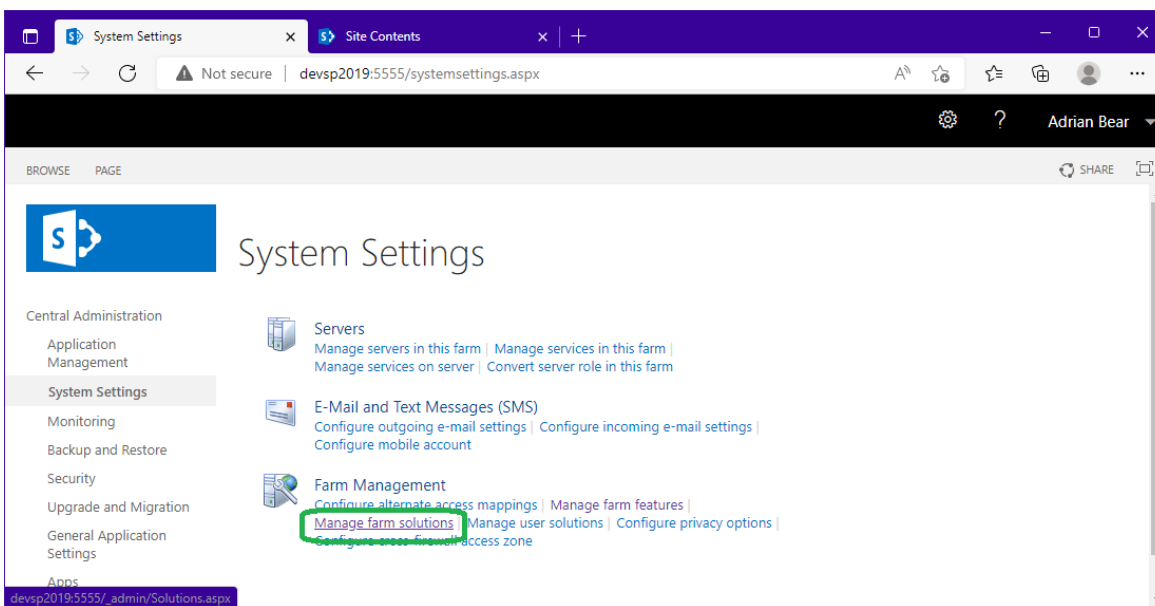 System Settings
Site Contents
Not secure | devsp2019:5555/systemsettings.aspx
Adrian Bear
BROWSE PAGE
SHARE
S
System Settings
Central Administration
Application
Management
System Settings
Monitoring
Backup and Restore
Security
Upgrade and Migration
General Application
Settings
Apps
Servers
Manage servers in this farm | Manage services in this farm |
Manage services on server | Convert server role in this farm
E-Mail and Text Messages (SMS)
Configure outgoing e-mail settings | Configure incoming e-mail settings |
Configure mobile account
Farm Management
Configure alternate access mappings | Manage farm features |
Manage farm solutions | Manage user solutions | Configure privacy options |
Configure cross-firewall access zone
devsp2019:5555/_admin/Solutions.aspx